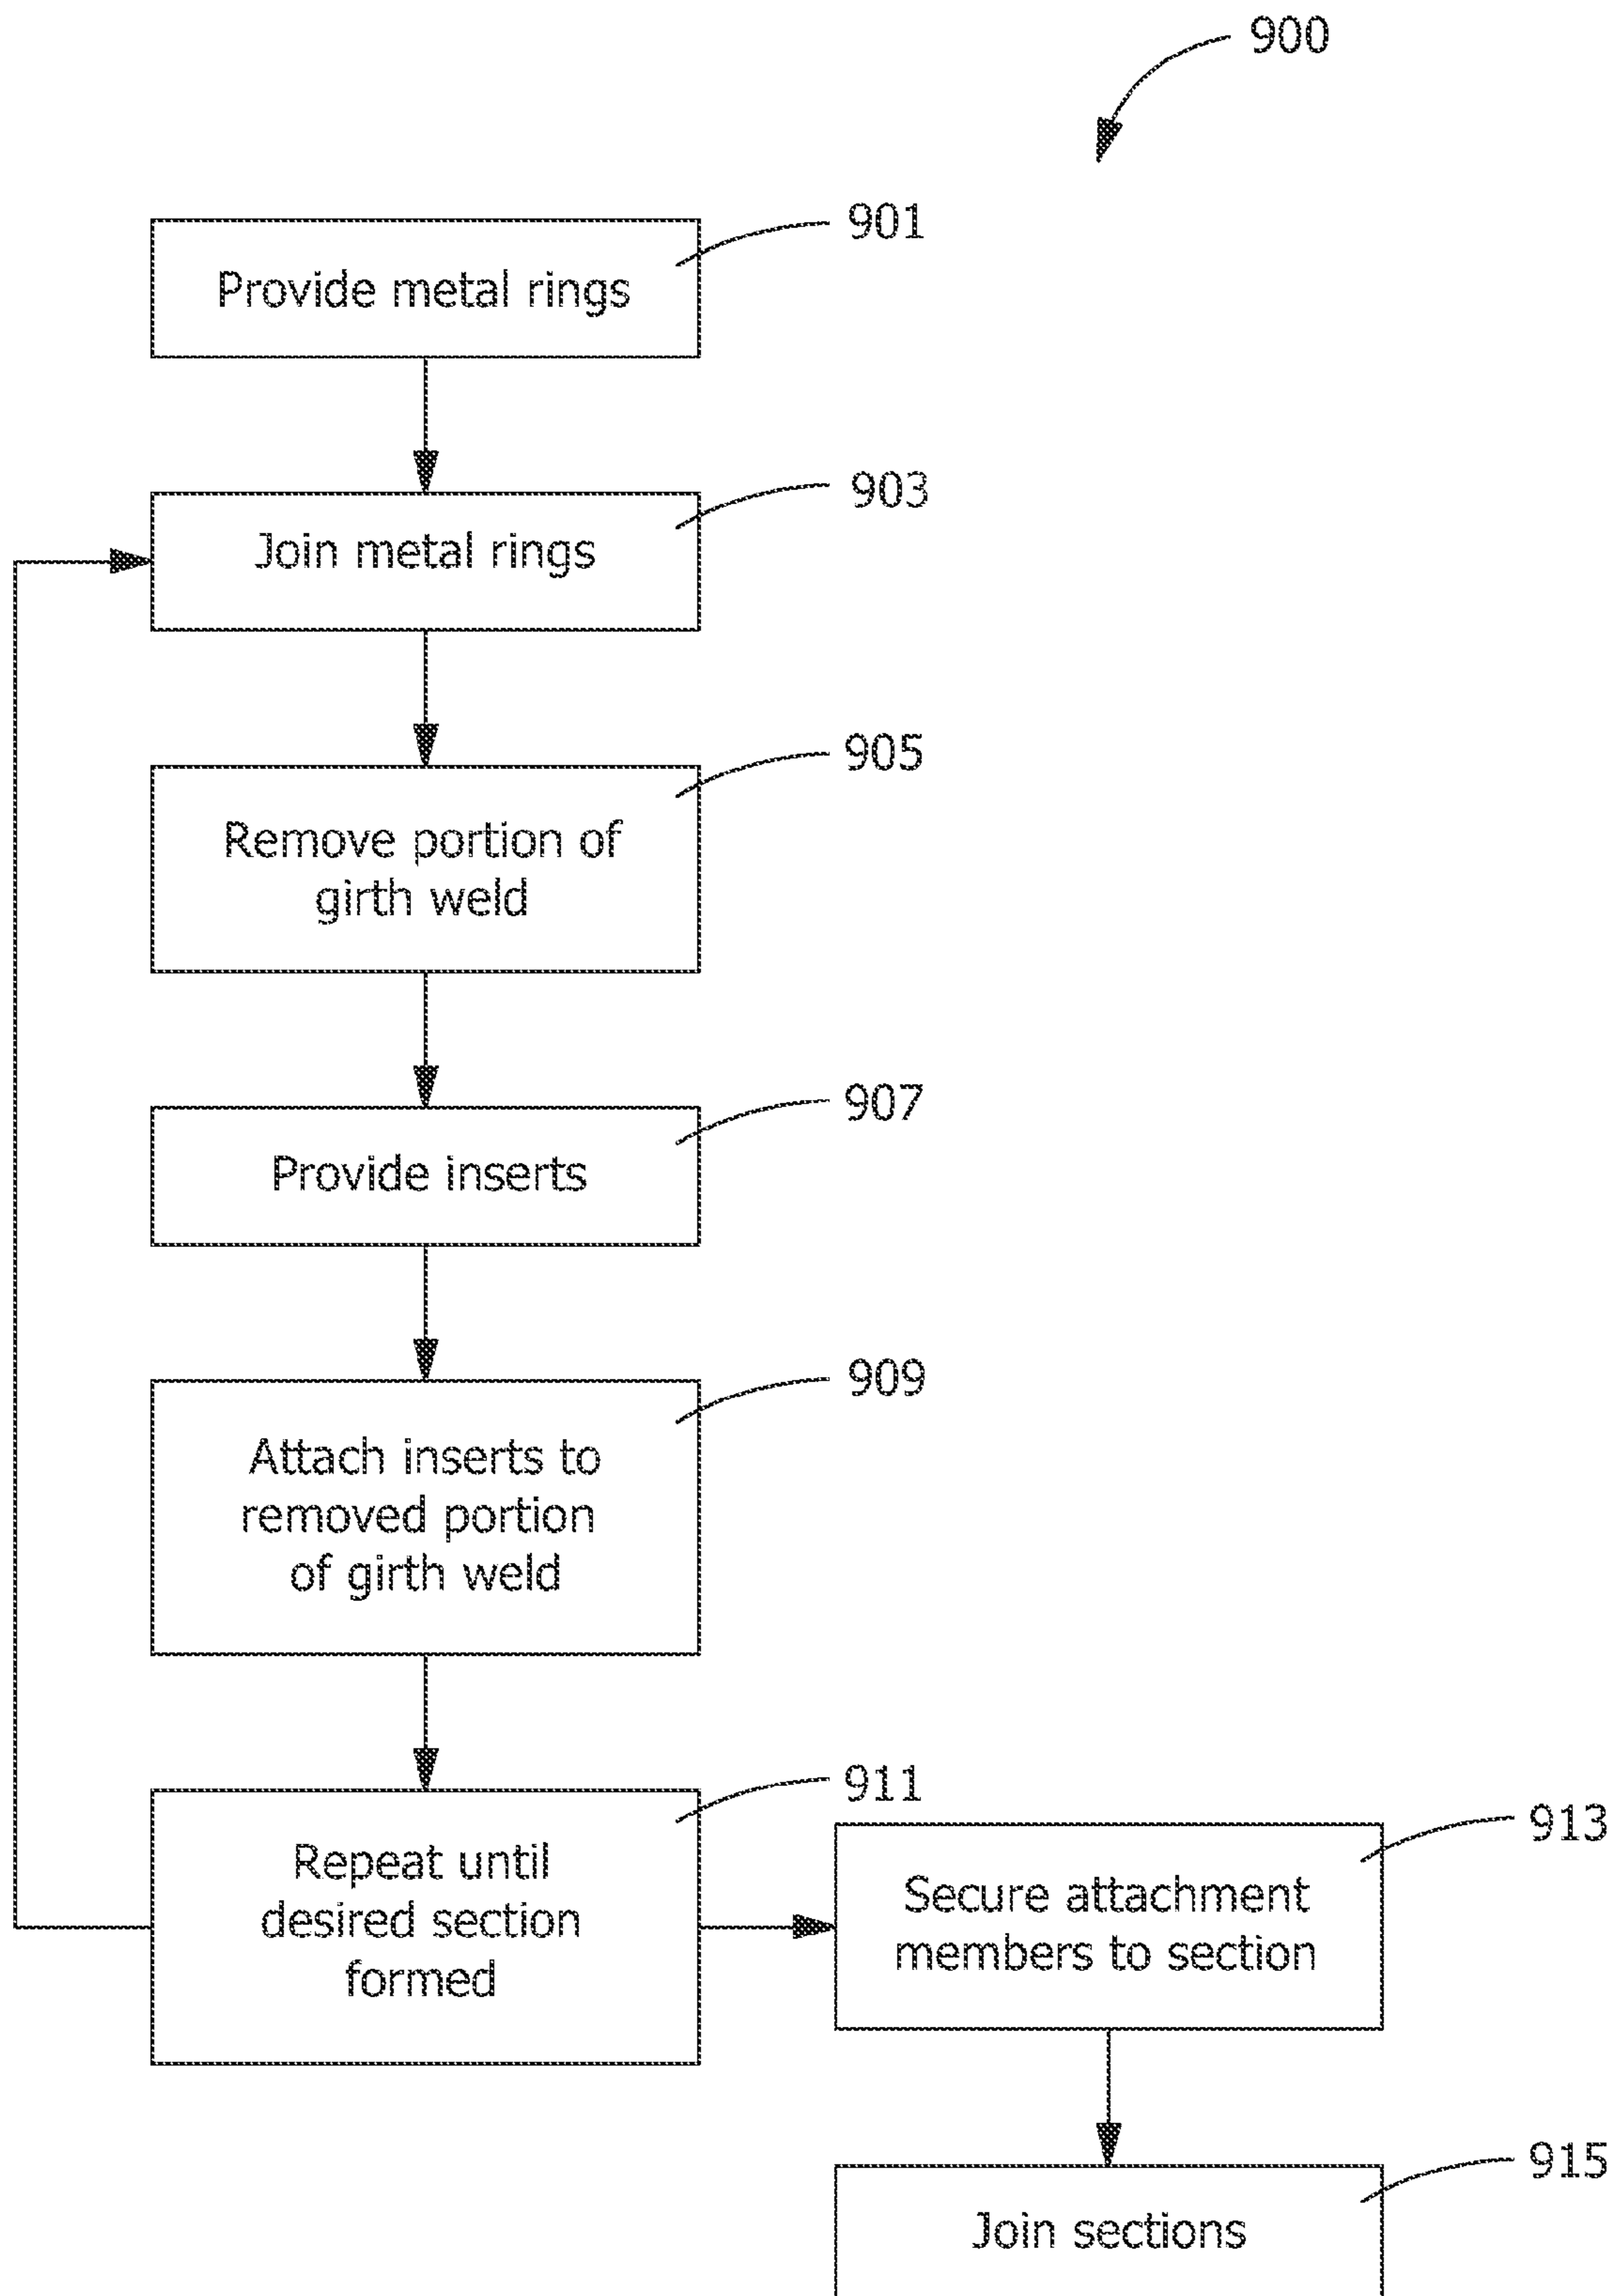 900
901
Provide metal rings
903
Join metal rings
905
Remove portion of
girth weld
907
Provide inserts
909
Attach inserts to
removed portion
of girth weld
911
Repeat until
desired section
formed
913
Secure attachment
members to section
915
Join sections